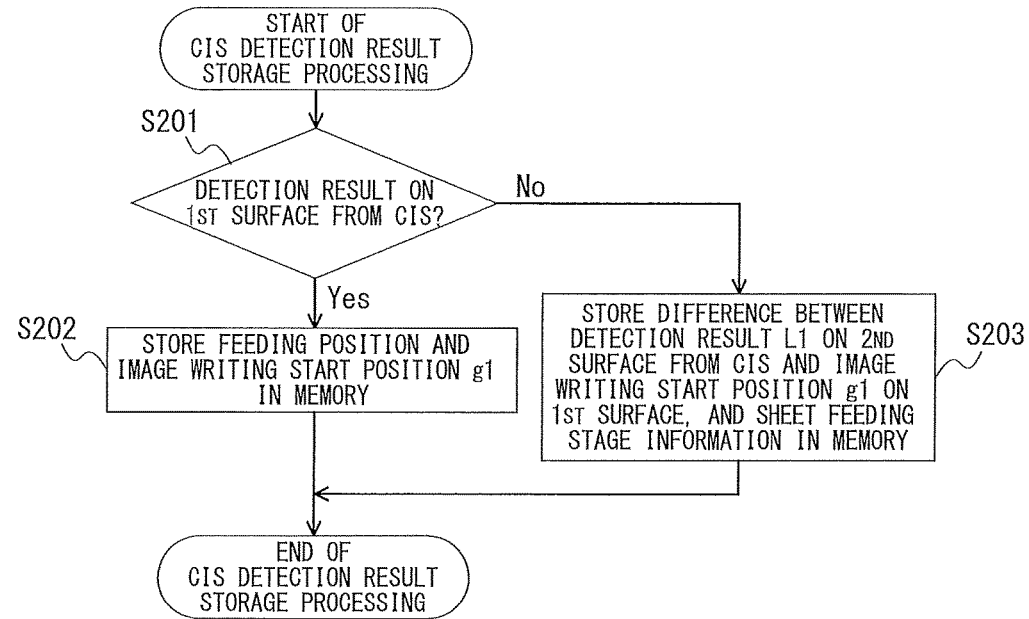 START OF
CIS DETECTION RESULT
STORAGE PROCESSING
S201
DETECTION RESULT ON
1ST SURFACE FROM CIS?
No
Yes
S202
STORE FEEDING POSITION AND
IMAGE WRITING START POSITION g1
IN MEMORY
S203
STORE DIFFERENCE BETWEEN
DETECTION RESULT L1 ON 2ND
SURFACE FROM CIS AND IMAGE
WRITING START POSITION g1 ON
1ST SURFACE, AND SHEET FEEDING
STAGE INFORMATION IN MEMORY
END OF
CIS DETECTION RESULT
STORAGE PROCESSING